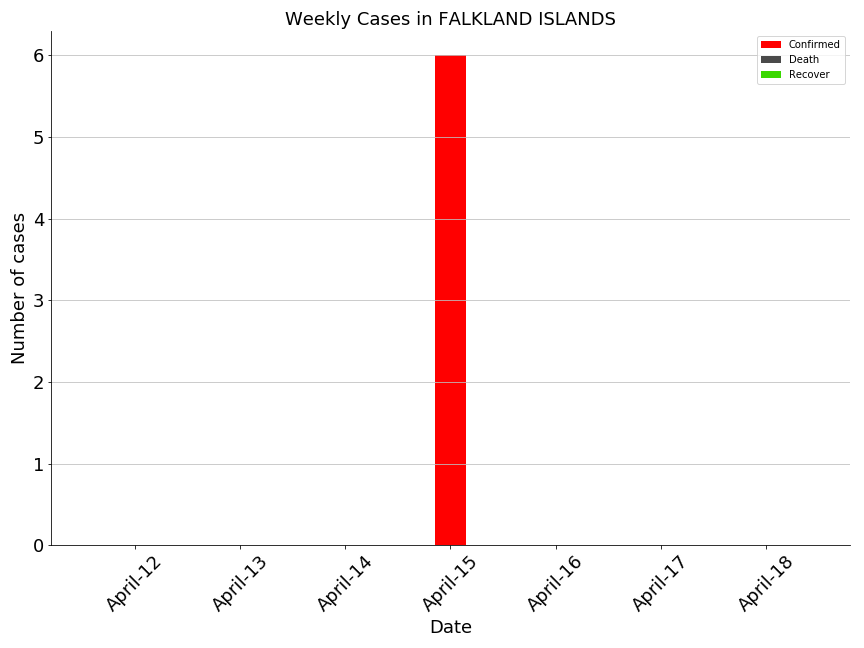 Weekly Cases in FALKLAND ISLANDS
Confirmed
Death
Recover
Number of cases
6
5
4
3
2
1
0
April-12
April-13
April-14
April-15
April-16
April-17
April-18
Date